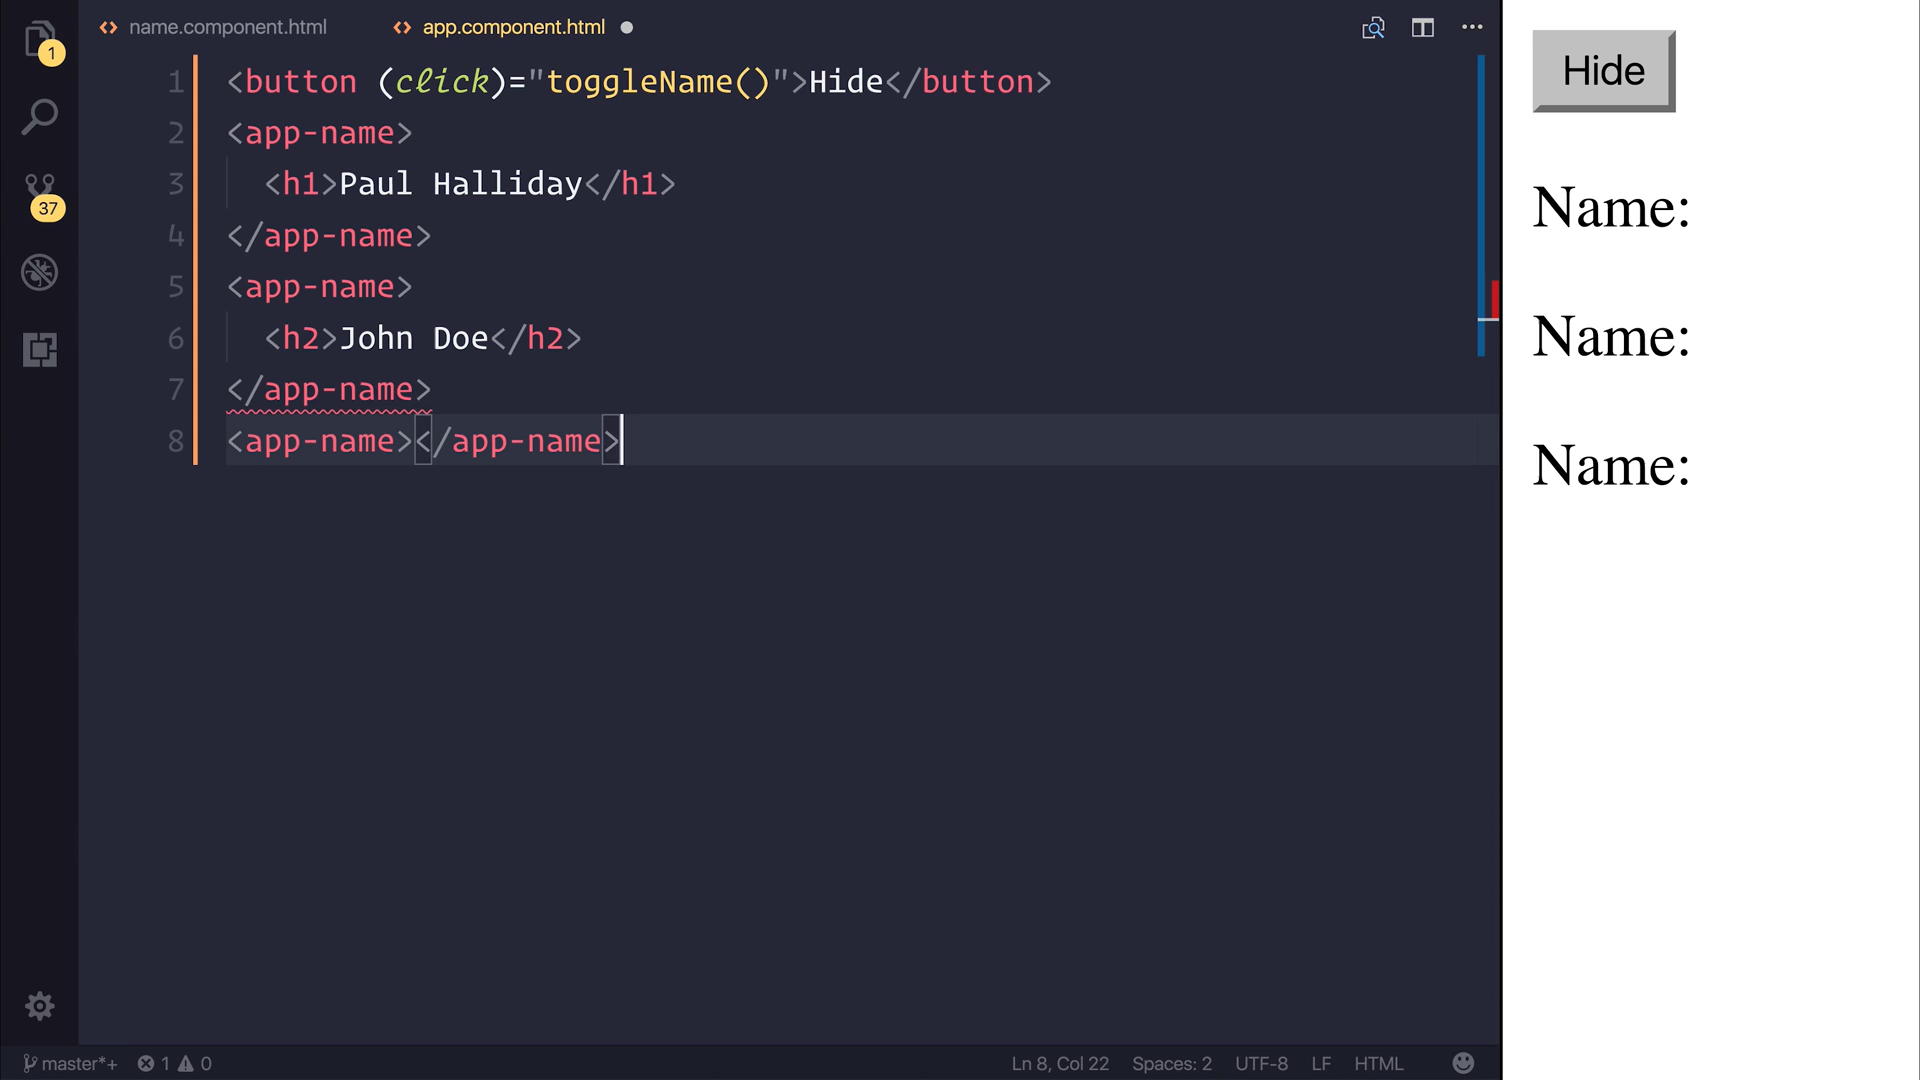 name.component.html
app.component.html
1
37
1 <button (click)="toggleName()">Hide</button>
2 <app-name>
3 <h1>Paul Halliday</h1>
4 </app-name>
5 <app-name>
6 <h2>John Doe</h2>
7 </app-name>
8 <app-name></app-name>
Hide
Name:
Name:
Name:
master*+ 1 0 Ln 8, Col 22 Spaces: 2 UTF-8 LF HTML